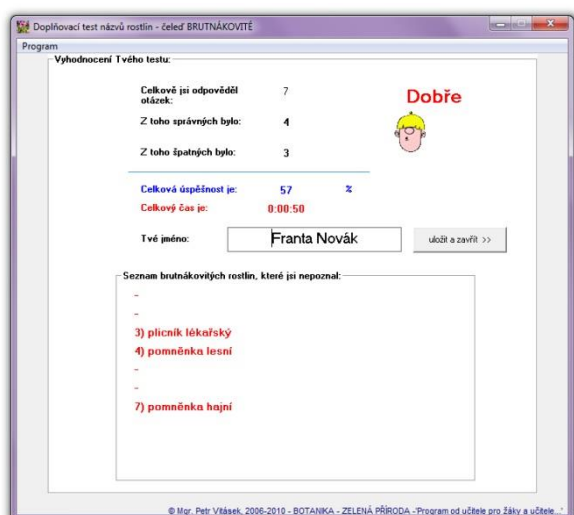 Doplňovací test názvů rostlin - čeleď BRUTNÁKOVITÉ
Program
Vyhodnocení Tvého testu:
Celkově jsi odpověděl
otázek:
7
Dobře
Z toho správných bylo:
4
Z toho špatných bylo:
3
Celková úspěšnost je:
57
%
Celkový čas je:
0:00:50
Tvé jméno:
Franta Novák
uložit a zavřít >>
Seznam brutnákovitých rostlin, které jsi nepoznal:
-
-
3) plicník lékařský
4) pomněnka lesní
-
-
7) pomněnka hajní
© Mgr. Petr Vitásek, 2006-2010 - BOTANIKA - ZELENÁ PŘÍRODA -'Program od učitele pro žáky a učitele...'